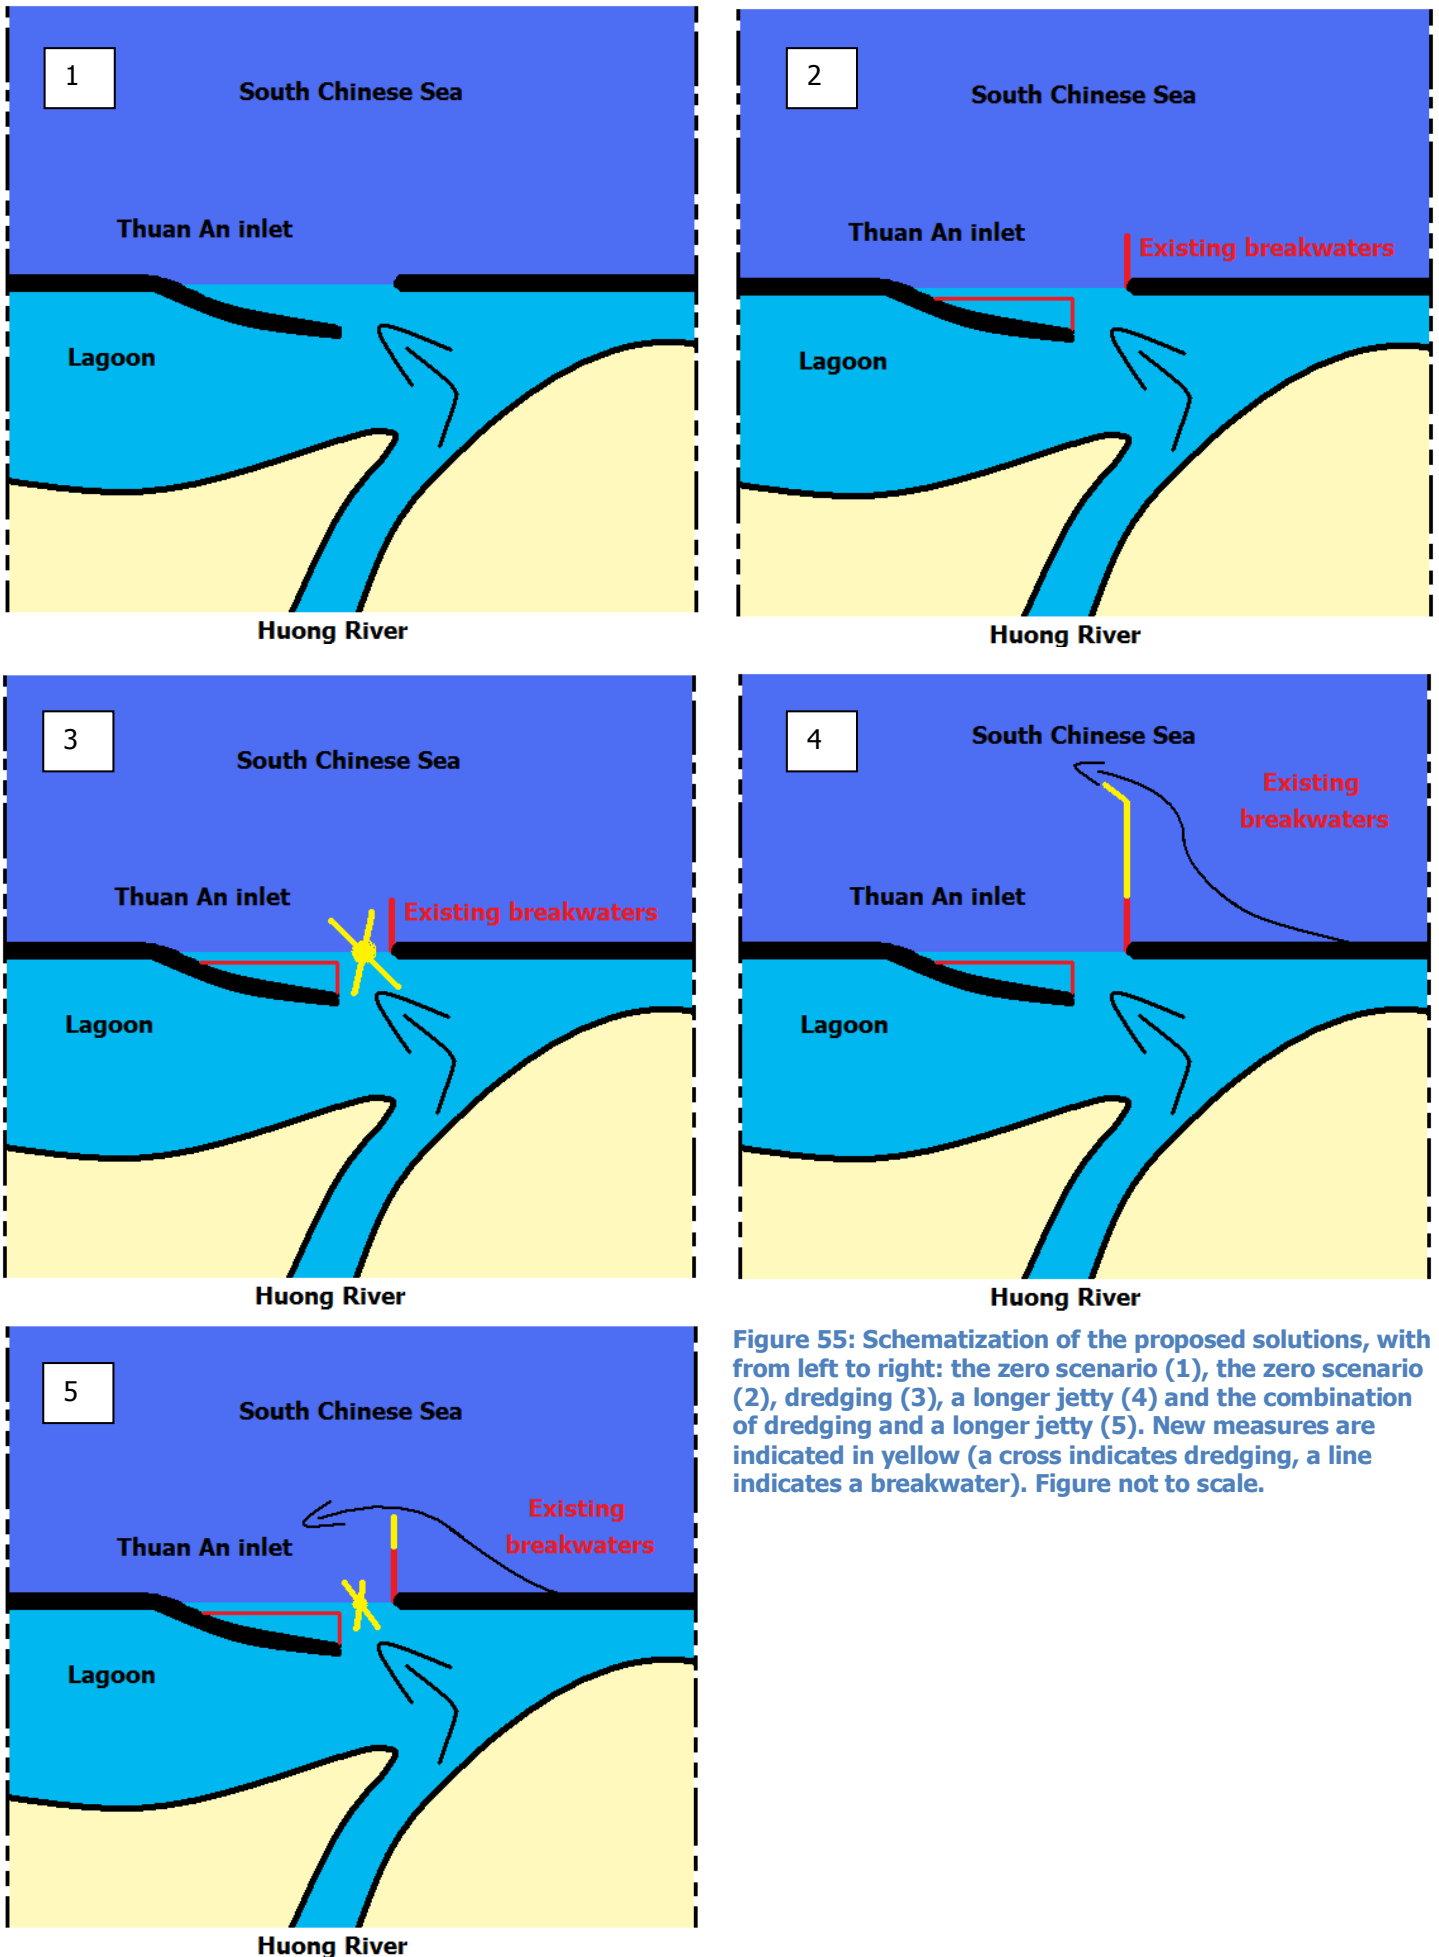 1
South Chinese Sea
Thuan An inlet
Lagoon
Huong River
2
South Chinese Sea
Thuan An inlet
Existing breakwaters
Lagoon
Huong River
3
South Chinese Sea
Thuan An inlet
Existing breakwaters
Lagoon
Huong River
4
South Chinese Sea
Existing
breakwaters
Thuan An inlet
Lagoon
Huong River
5
South Chinese Sea
Existing
breakwaters
Thuan An inlet
Lagoon
Huong River
Figure 55: Schematization of the proposed solutions, with
from left to right: the zero scenario (1), the zero scenario
(2), dredging (3), a longer jetty (4) and the combination
of dredging and a longer jetty (5). New measures are
indicated in yellow (a cross indicates dredging, a line
indicates a breakwater). Figure not to scale.